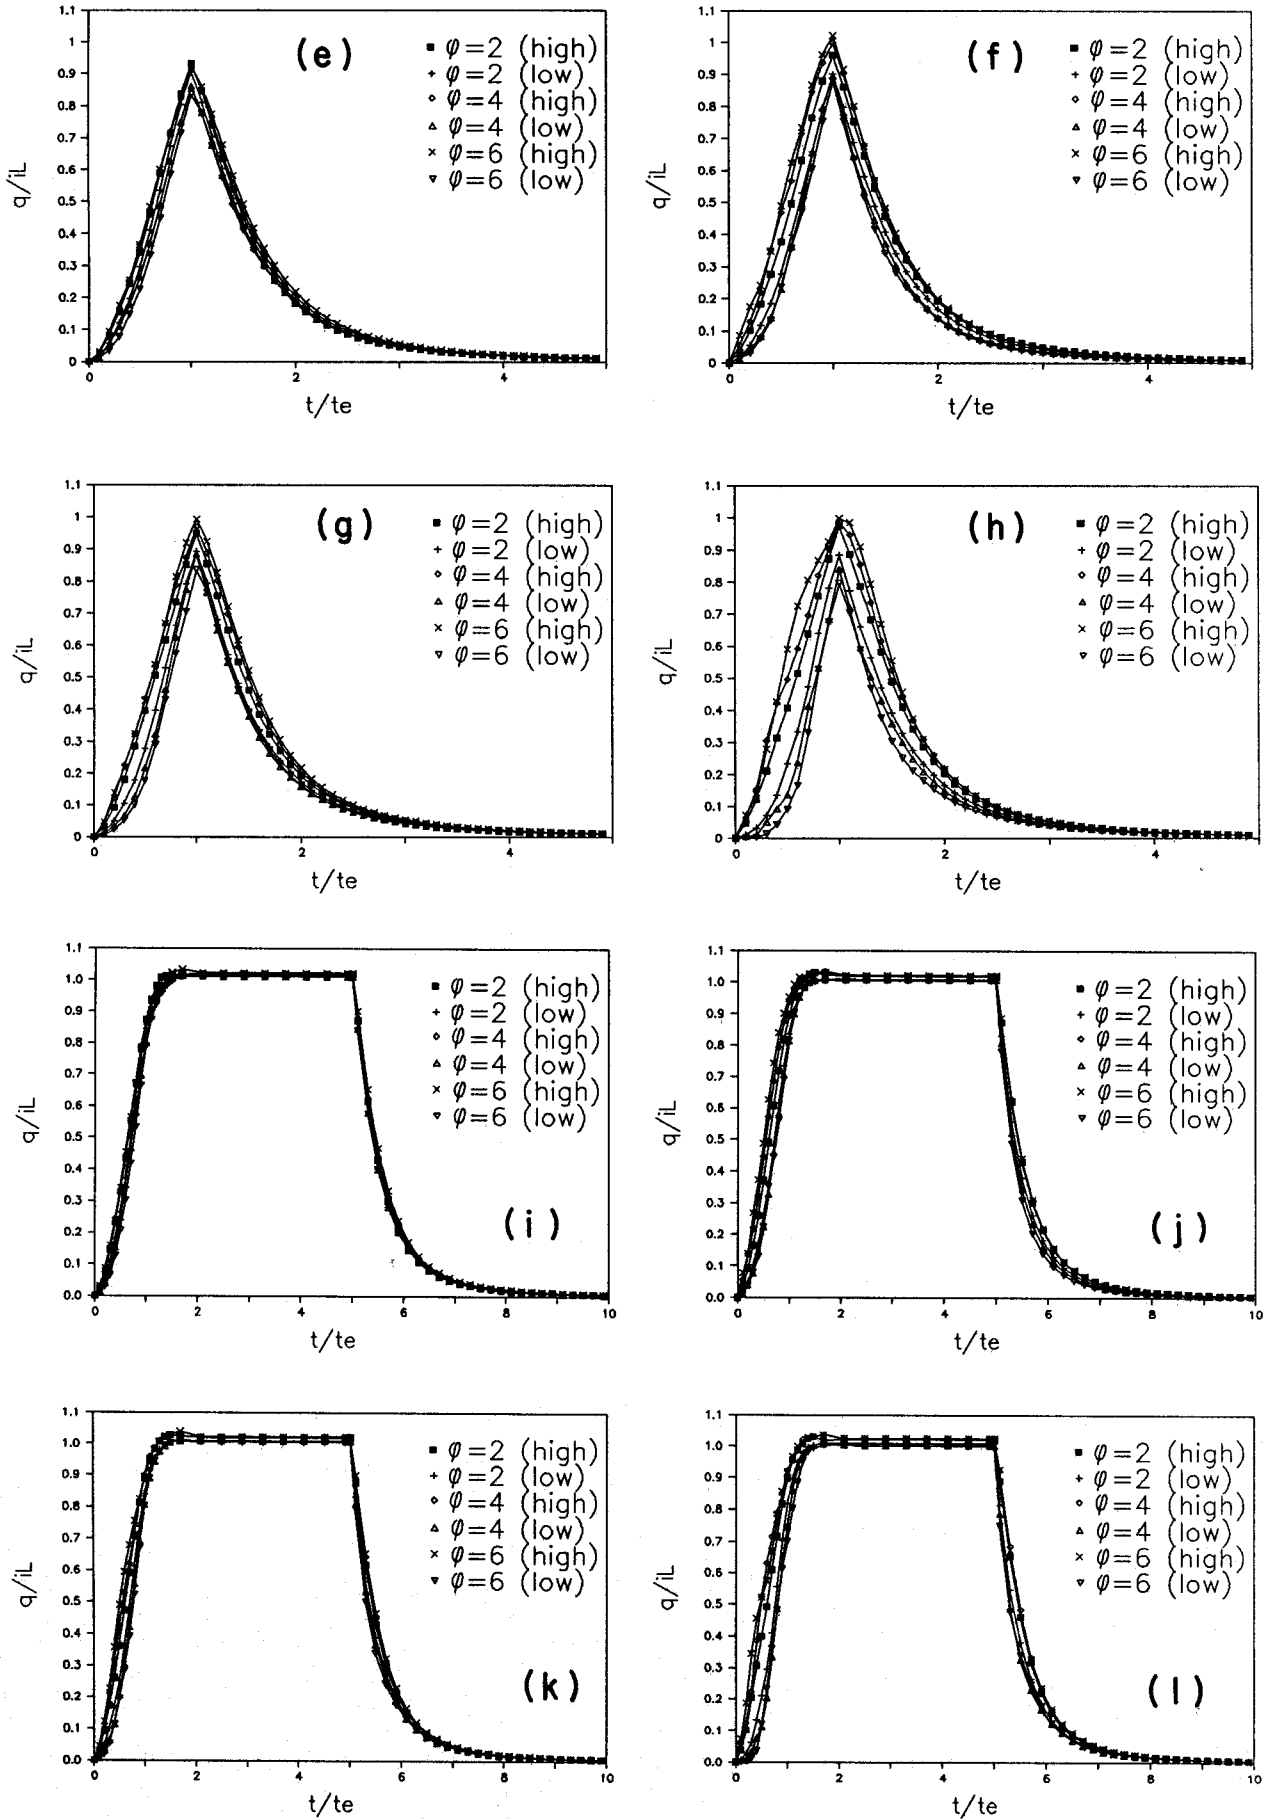 (e)
1.1
1
0.9
0.8
0.7
0.6
0.5
0.4
0.3
0.2
0.1
0
q/iL
φ=2 (high)
φ=2 (low)
φ=4 (high)
φ=4 (low)
φ=6 (high)
φ=6 (low)
0 2 4
t/te
(f)
1.1
1
0.9
0.8
0.7
0.6
0.5
0.4
0.3
0.2
0.1
0
q/iL
φ=2 (high)
φ=2 (low)
φ=4 (high)
φ=4 (low)
φ=6 (high)
φ=6 (low)
0 2 4
t/te
(g)
1.1
1
0.9
0.8
0.7
0.6
0.5
0.4
0.3
0.2
0.1
0
q/iL
φ=2 (high)
φ=2 (low)
φ=4 (high)
φ=4 (low)
φ=6 (high)
φ=6 (low)
0 2 4
t/te
(h)
1.1
1
0.9
0.8
0.7
0.6
0.5
0.4
0.3
0.2
0.1
0
q/iL
φ=2 (high)
φ=2 (low)
φ=4 (high)
φ=4 (low)
φ=6 (high)
φ=6 (low)
0 2 4
t/te
1.1
1.0
0.9
0.8
0.7
0.6
0.5
0.4
0.3
0.2
0.1
0.0
q/iL
φ=2 (high)
φ=2 (low)
φ=4 (high)
φ=4 (low)
φ=6 (high)
φ=6 (low)
(i)
0 2 4 6 8 10
t/te
1.1
1.0
0.9
0.8
0.7
0.6
0.5
0.4
0.3
0.2
0.1
0.0
q/iL
φ=2 (high)
φ=2 (low)
φ=4 (high)
φ=4 (low)
φ=6 (high)
φ=6 (low)
(j)
0 2 4 6 8 10
t/te
1.1
1.0
0.9
0.8
0.7
0.6
0.5
0.4
0.3
0.2
0.1
0.0
q/iL
φ=2 (high)
φ=2 (low)
φ=4 (high)
φ=4 (low)
φ=6 (high)
φ=6 (low)
(k)
0 2 4 6 8 10
t/te
1.1
1.0
0.9
0.8
0.7
0.6
0.5
0.4
0.3
0.2
0.1
0.0
q/iL
φ=2 (high)
φ=2 (low)
φ=4 (high)
φ=4 (low)
φ=6 (high)
φ=6 (low)
(l)
0 2 4 6 8 10
t/te